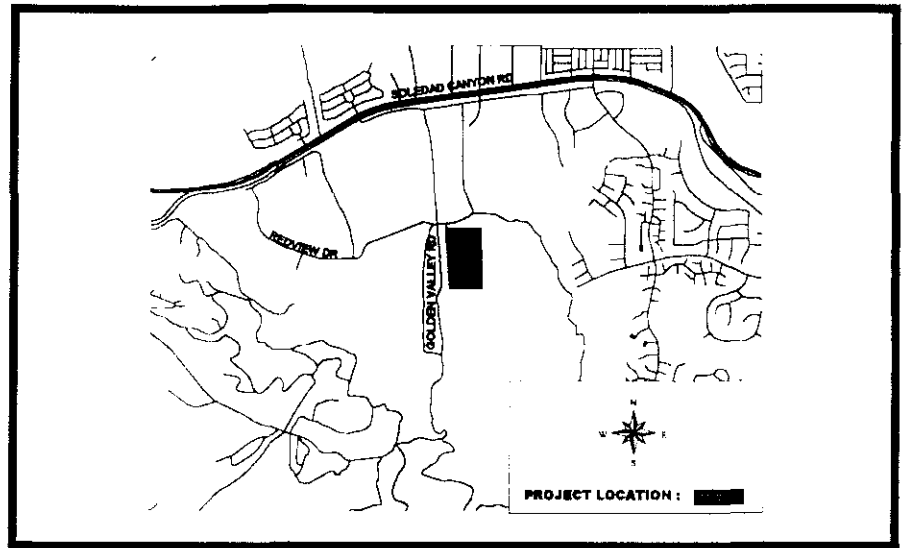 SOLEDAD CANYON RD
REDVIEW DR
GOLDEN VALLEY RD
N
W E
S
PROJECT LOCATION :